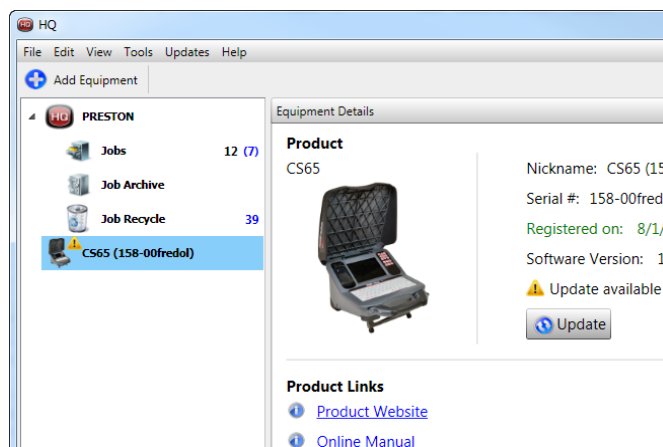 HQ
File Edit View Tools Updates Help
Add Equipment
HQ PRESTON
Jobs 12 (7)
Job Archive
Job Recycle 39
CS65 (158-00fredol)
Equipment Details
Product
CS65
Nickname: CS65 (15
Serial #: 158-00fred
Registered on: 8/1/
Software Version: 1
Update available
Update
Product Links
Product Website
Online Manual